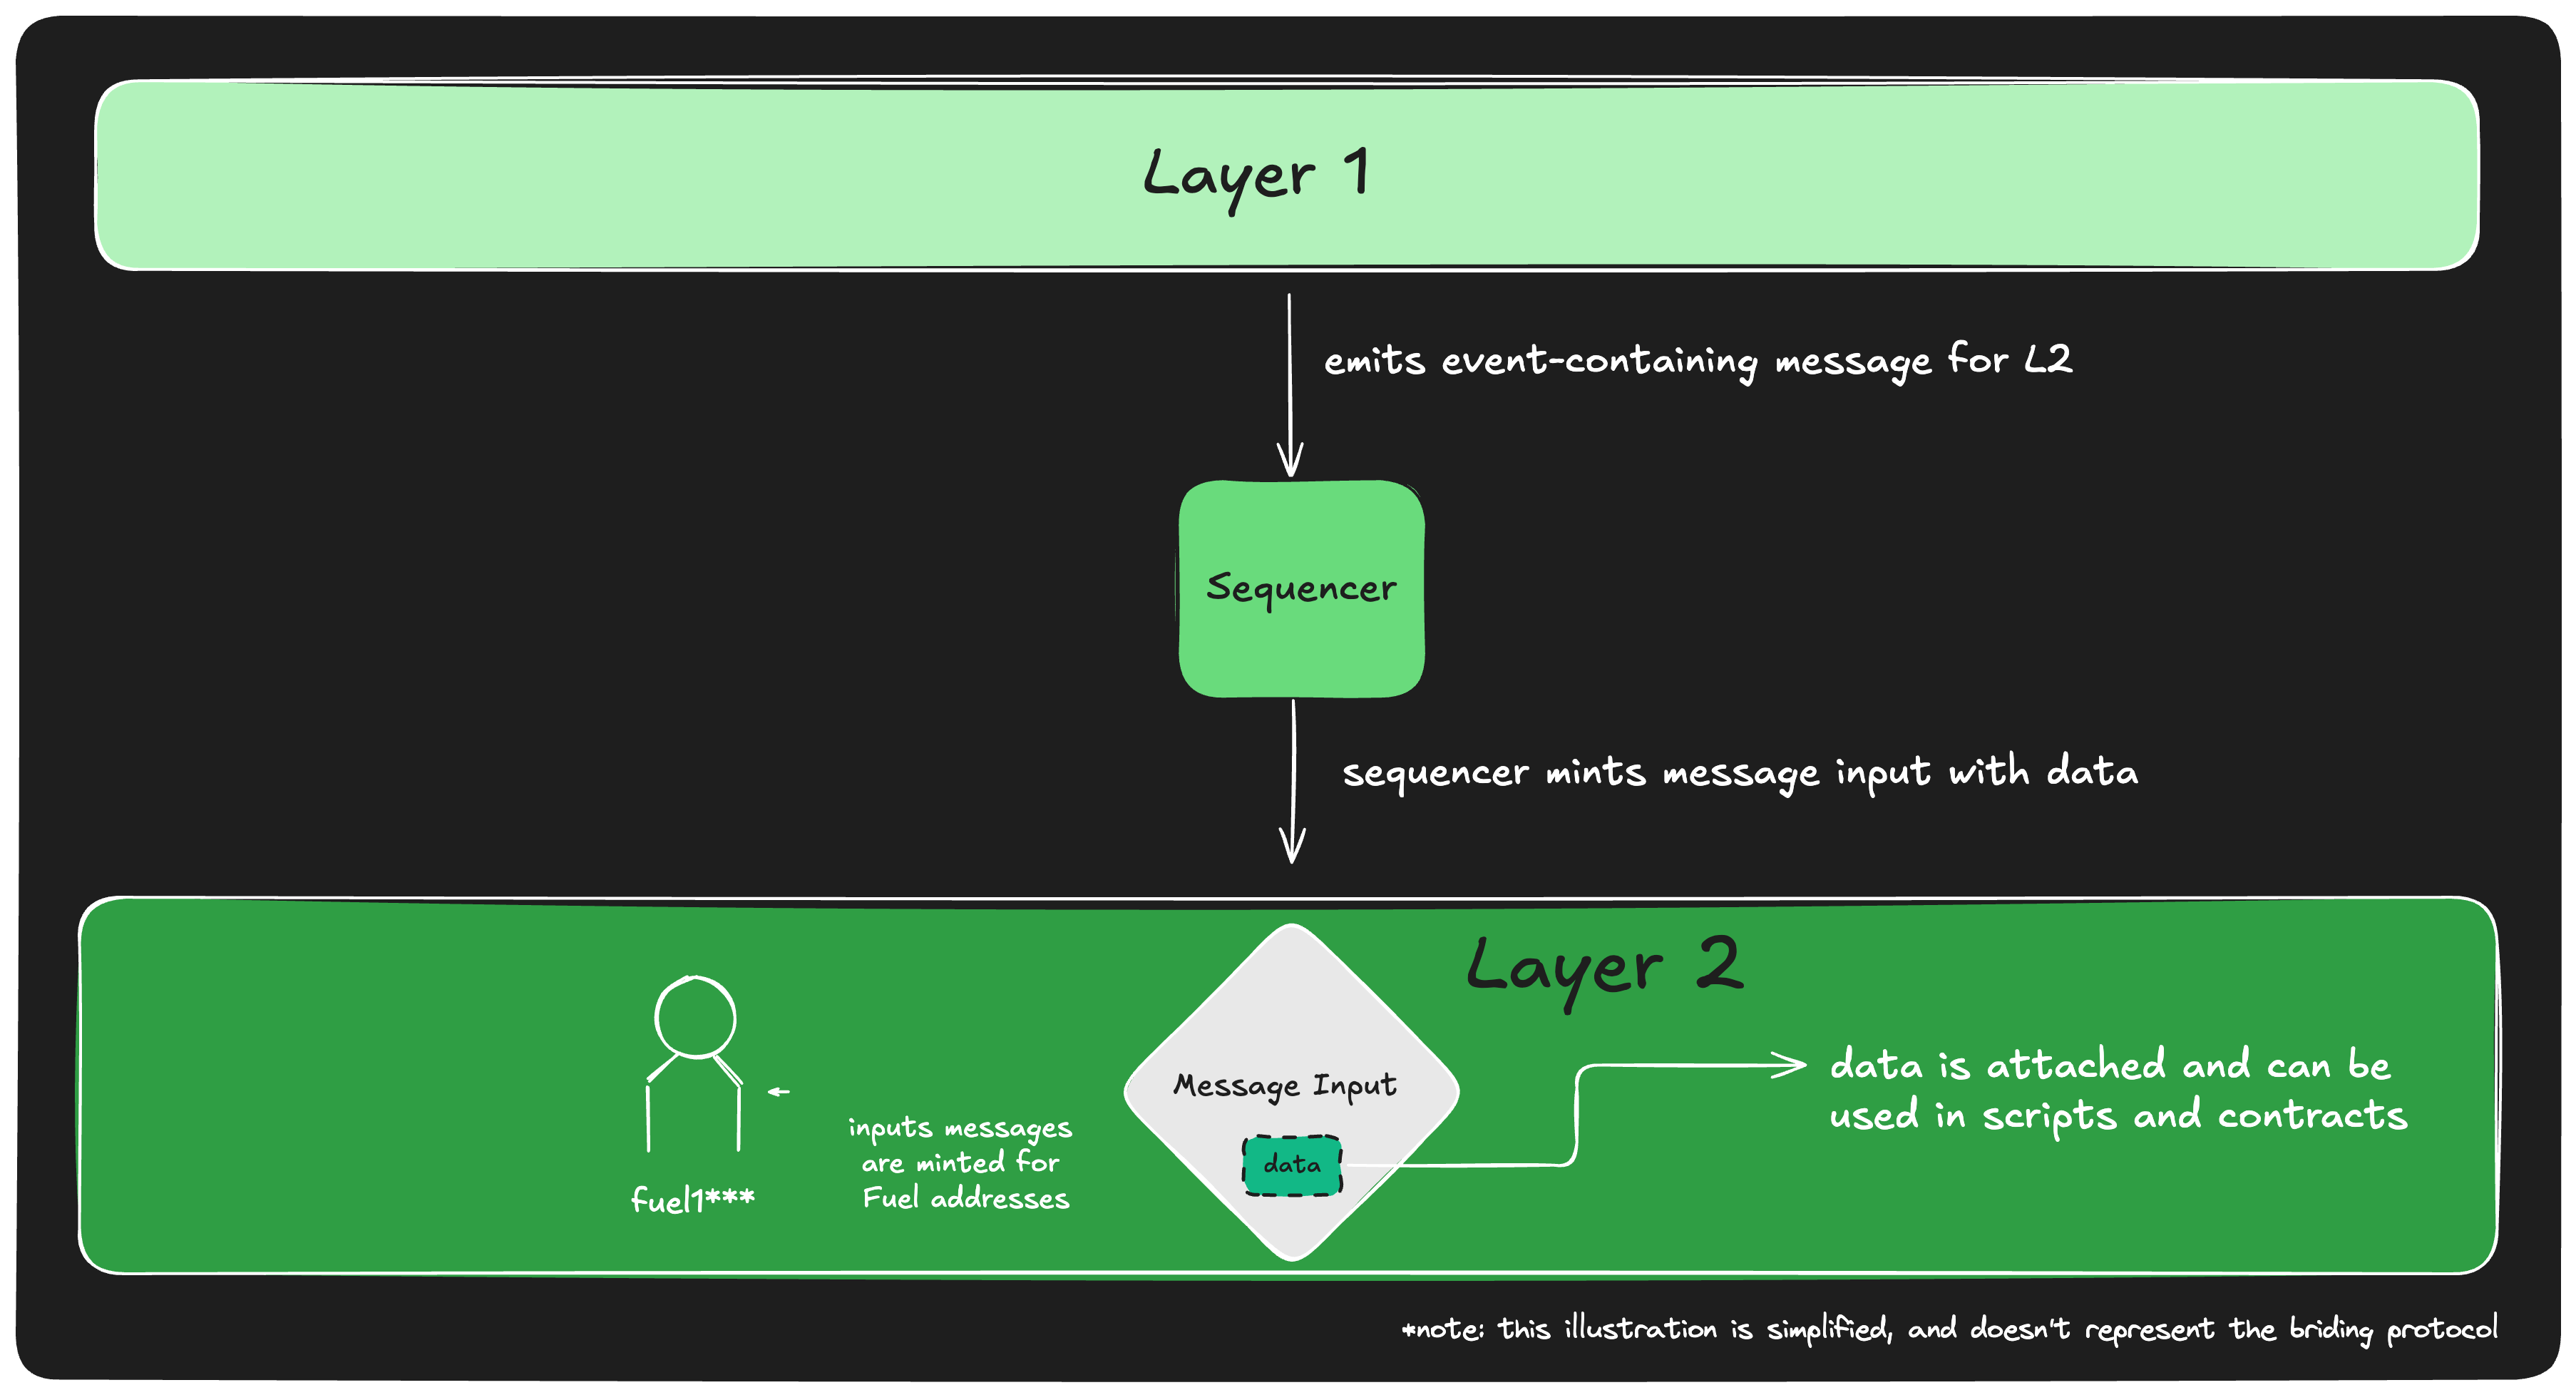 Layer 1
emits event-containing message for L2
Sequencer
sequencer mints message input with data
Layer 2
Message Input
data
data is attached and can be
used in scripts and contracts
inputs messages
are minted for
Fuel addresses
fuel1***
*note: this illustration is simplified, and doesn't represent the briding protocol